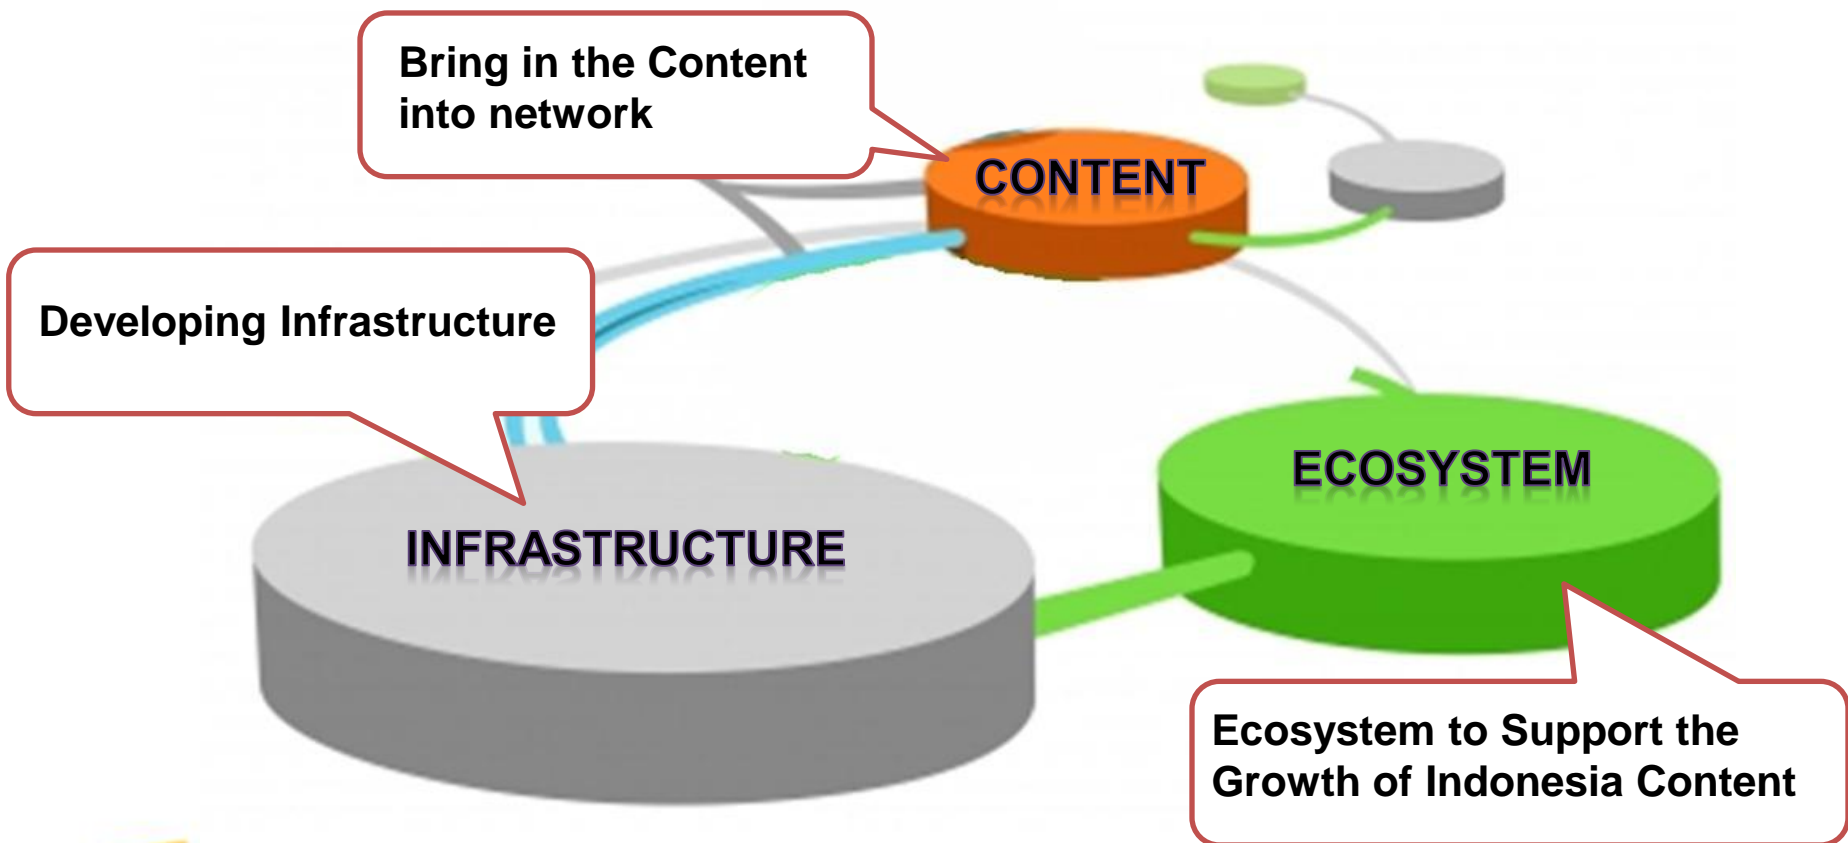 Bring in the Content
into network
CONTENT
Developing Infrastructure
INFRASTRUCTURE
ECOSYSTEM
Ecosystem to Support the
Growth of Indonesia Content